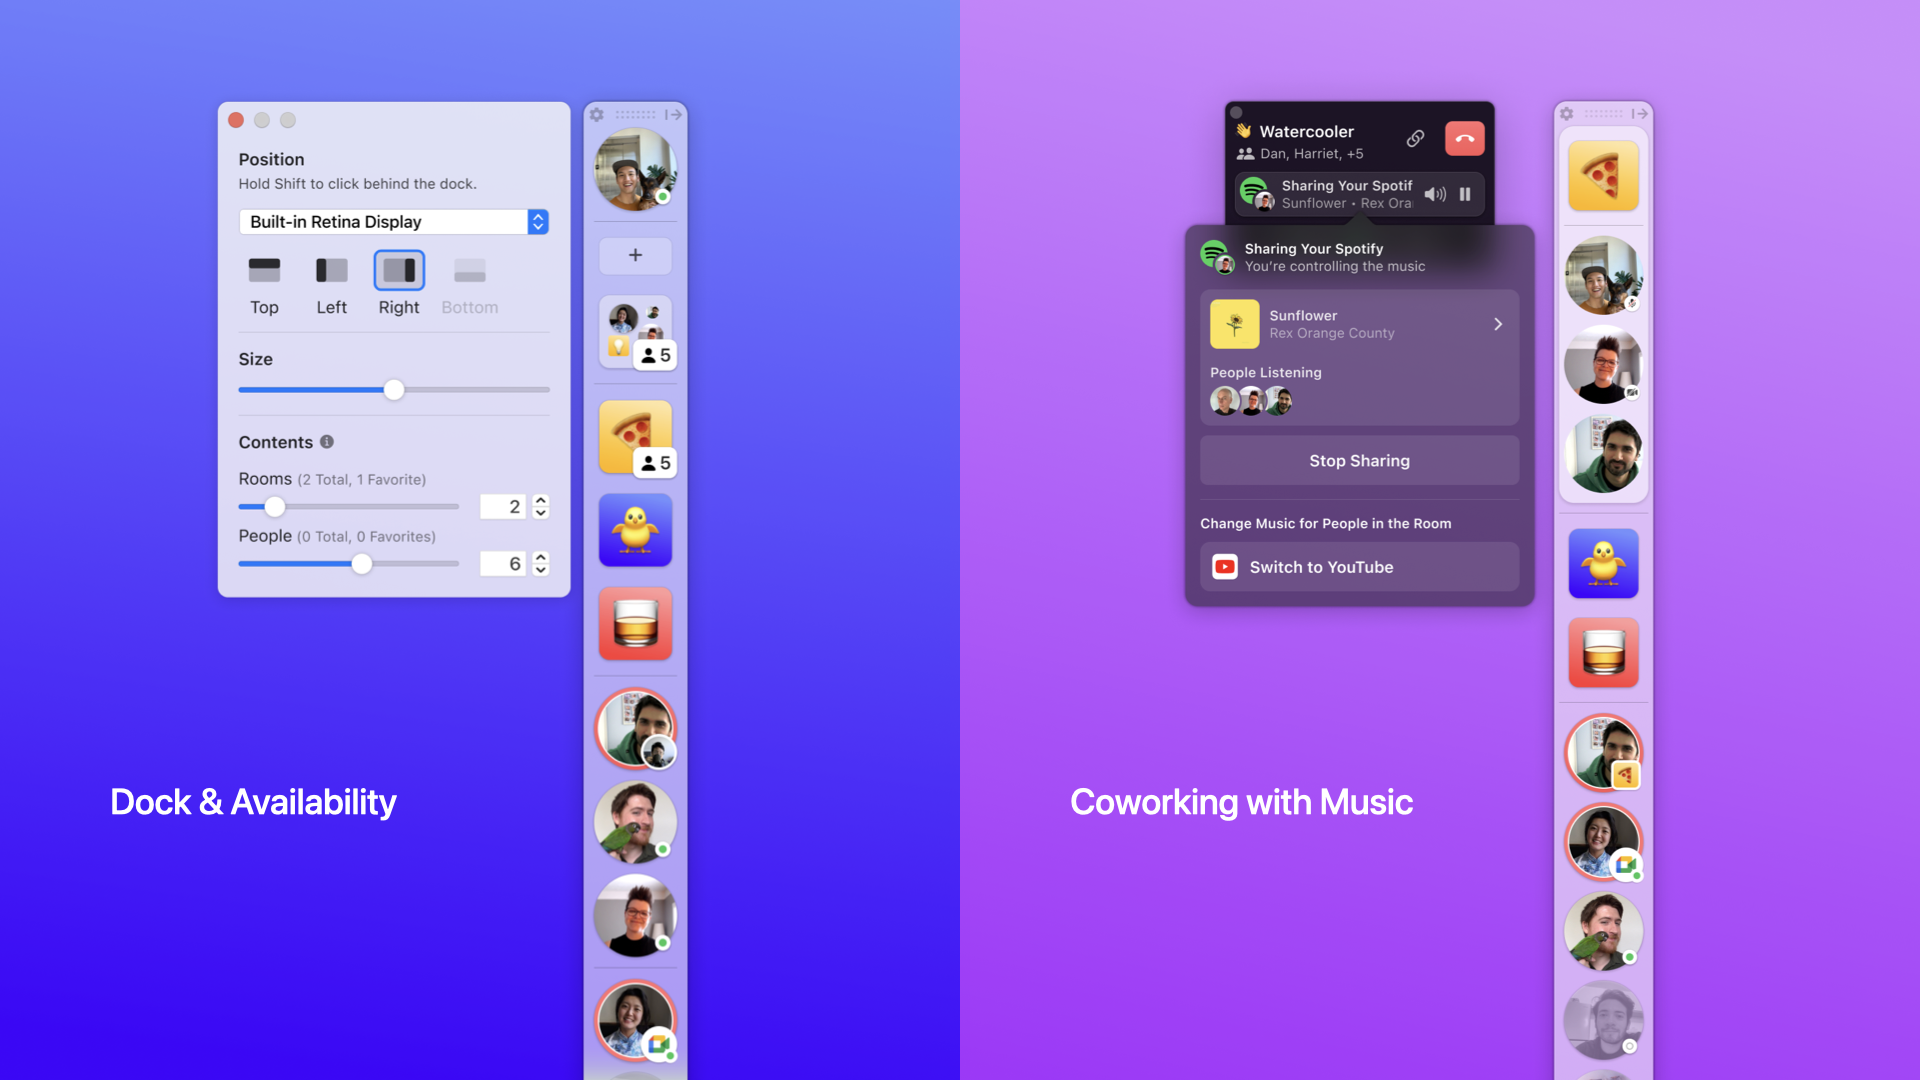 Position
Hold Shift to click behind the dock.
Built-in Retina Display
Top Left Right Bottom
Size
Contents
Rooms (2 Total, 1 Favorite)
2
People (0 Total, 0 Favorites)
6
5
5
Dock & Availability
Watercooler
Dan, Harriet, +5
Sharing Your Spotif
Sunflower • Rex Ora
Sharing Your Spotify
You're controlling the music
Sunflower
Rex Orange County
People Listening
Stop Sharing
Change Music for People in the Room
Switch to YouTube
Coworking with Music